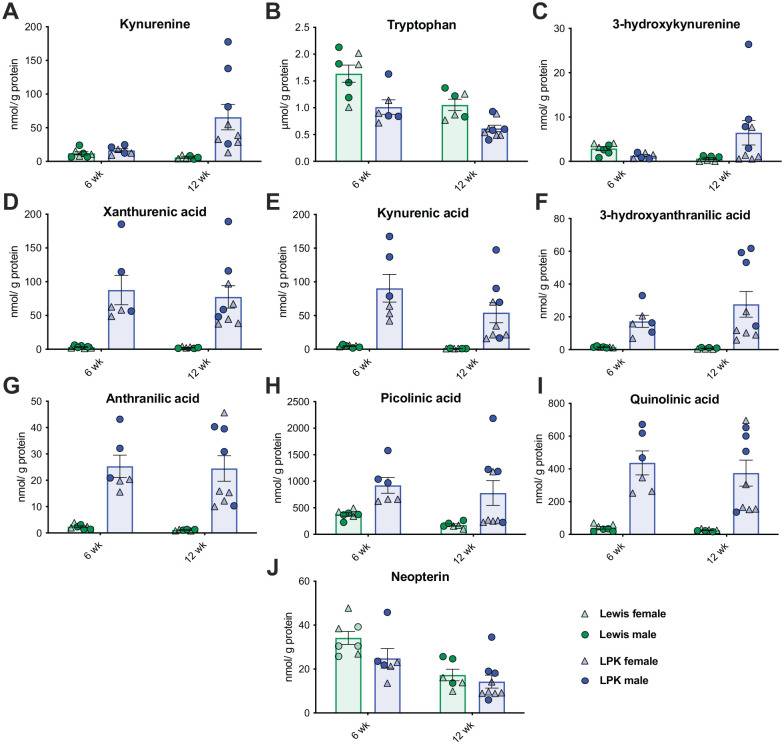 A
Kynurenine
nmol/ g protein
200
150
100
50
0
6 wk
12 wk
B
Tryptophan
µmol/ g protein
2.5
2.0
1.5
1.0
0.5
0.0
6 wk
12 wk
C
3-hydroxykynurenine
nmol/ g protein
30
20
10
0
6 wk
12 wk
D
Xanthurenic acid
nmol/ g protein
200
150
100
50
0
6 wk
12 wk
E
Kynurenic acid
nmol/ g protein
200
150
100
50
0
6 wk
12 wk
F
3-hydroxyanthranilic acid
nmol/ g protein
80
60
40
20
0
6 wk
12 wk
G
Anthranilic acid
nmol/ g protein
50
40
30
20
10
0
6 wk
12 wk
H
Picolinic acid
nmol/ g protein
2500
2000
1500
1000
500
0
6 wk
12 wk
I
Quinolinic acid
nmol/ g protein
800
600
400
200
0
6 wk
12 wk
J
Neopterin
nmol/ g protein
60
40
20
0
6 wk
12 wk
Lewis female
Lewis male
LPK female
LPK male